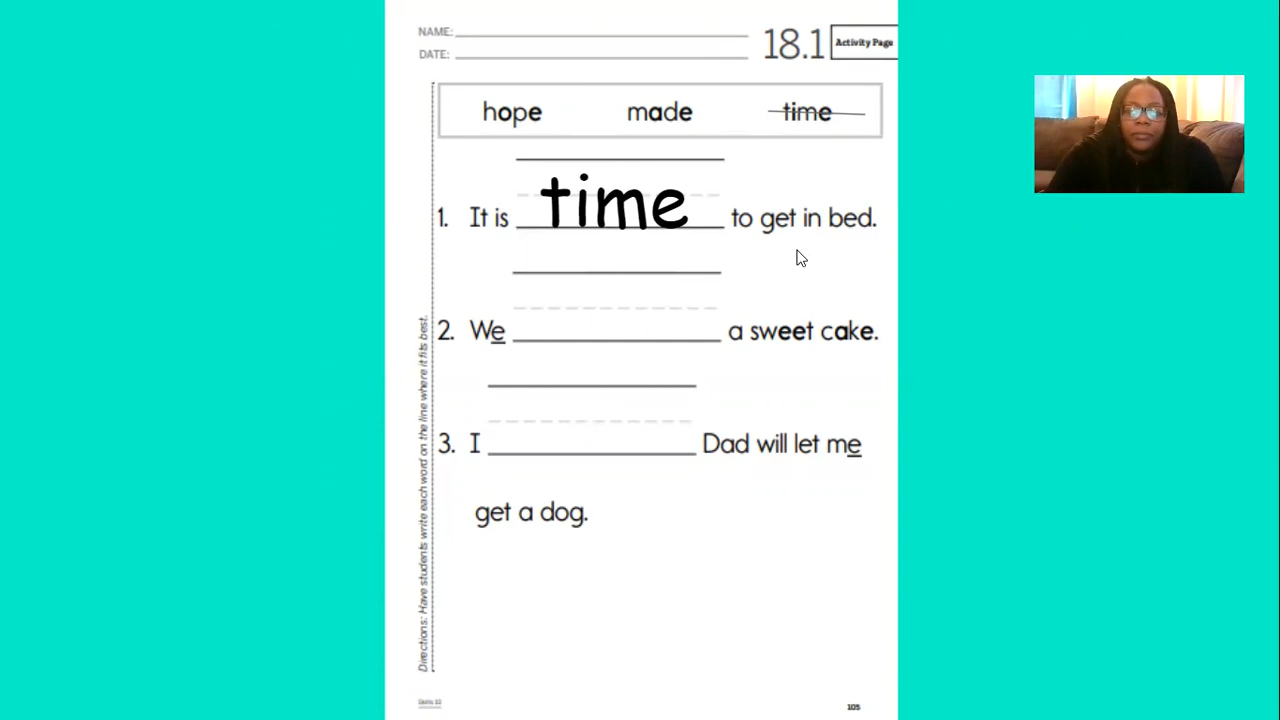 NAME:
DATE:
18.1 Activity Page
hope made time
1. It is time to get in bed.
2. We a sweet cake.
3. I Dad will let me
get a dog.
Directions: Have students write each word on the line where it fits best.
Skills 10
105